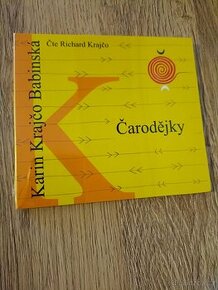 Čte Richard Krajčo
Karin Krajčo Babinská
K
Čarodějky